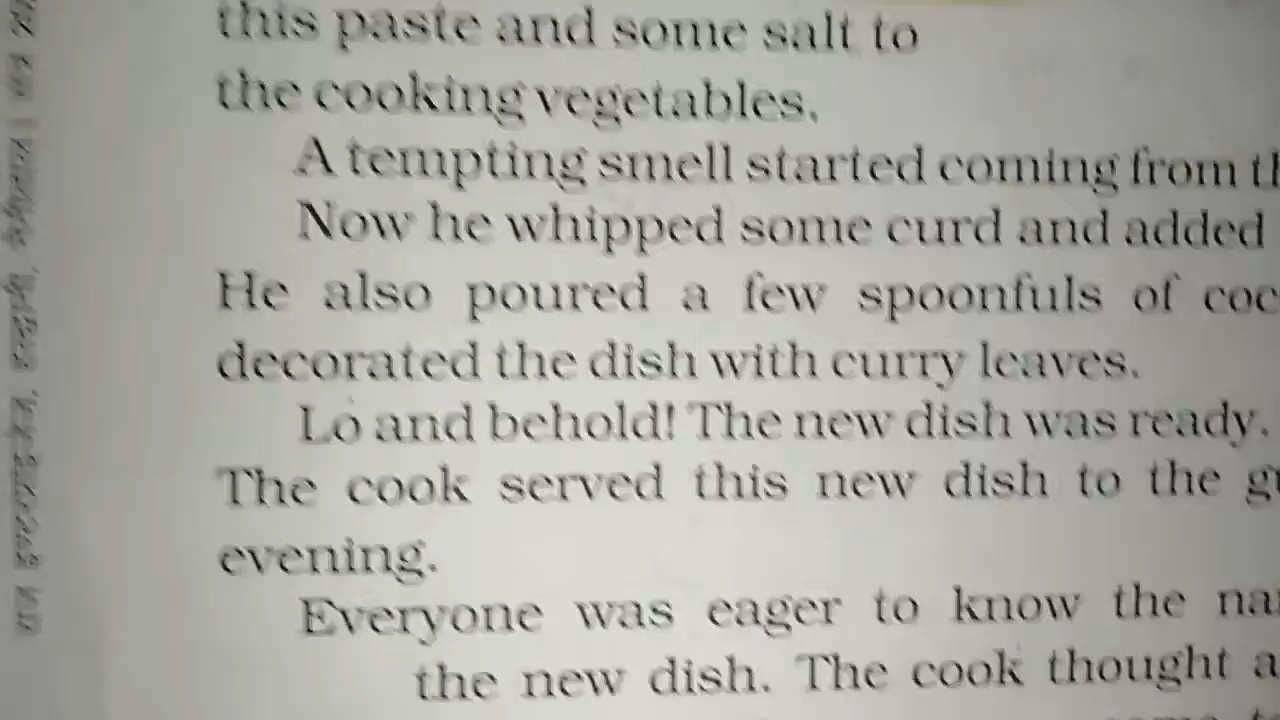 this paste and some salt to
the cooking vegetables.
A tempting smell started coming from
Now he whipped some curd and added
He also poured a few spoonfuls of
decorated the dish with curry leaves.
Lo and behold! The new dish was ready.
The cook served this new dish to the
evening.
Everyone was eager to know the
the new dish. The cook thought